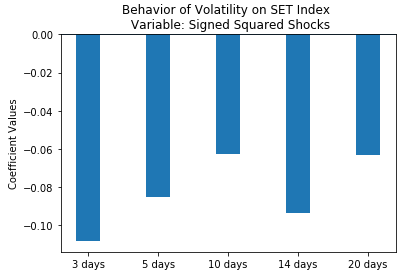 Behavior of Volatility on SET Index
Variable: Signed Squared Shocks
Coefficient Values
0.00
−0.02
−0.04
−0.06
−0.08
−0.10
3 days 5 days 10 days 14 days 20 days